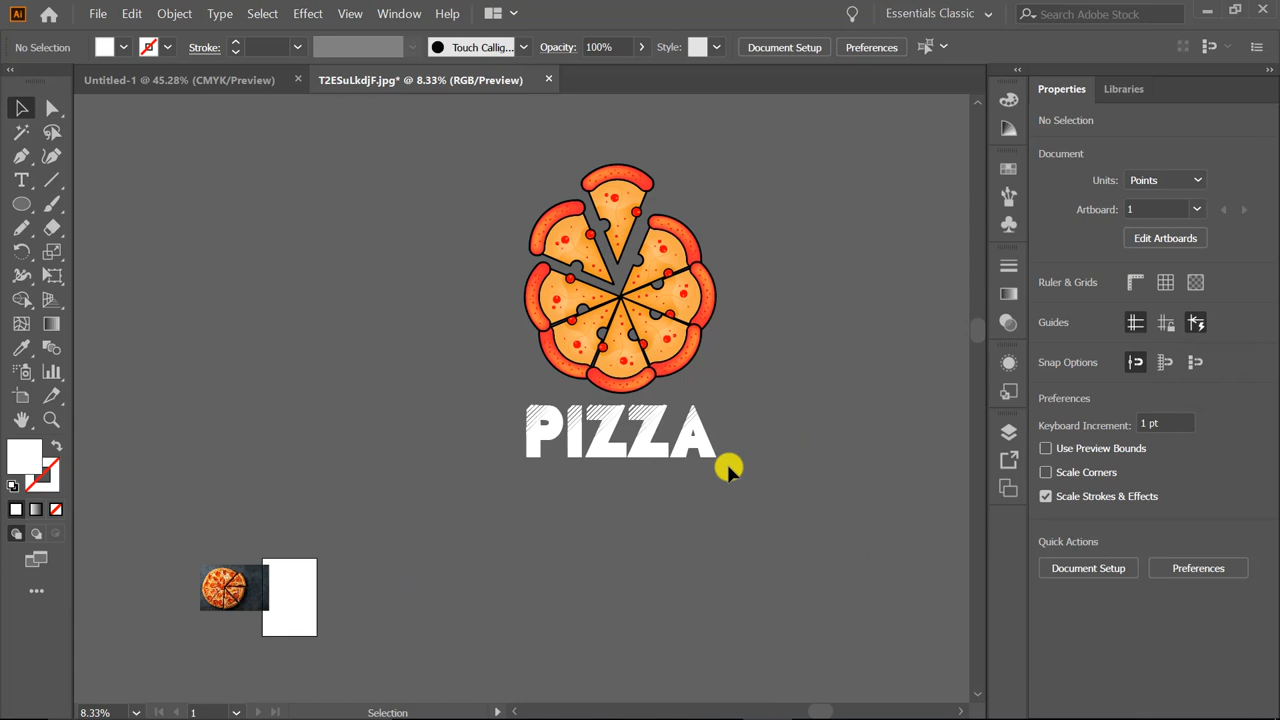 Ai File Edit Object Type Select Effect View Window Help Essentials Classic Search Adobe Stock
No Selection Stroke: Touch Callig... Opacity: 100% Style: Document Setup Preferences
Untitled-1 @ 45.28% (CMYK/Preview) T2ESuLkdjF.jpg* @ 8.33% (RGB/Preview)
Properties Libraries
No Selection
Document
Units: Points
Artboard: 1
Edit Artboards
Ruler & Grids
Guides
Snap Options
Preferences
Keyboard Increment: 1 pt
Use Preview Bounds
Scale Corners
Scale Strokes & Effects
Quick Actions
Document Setup Preferences
PIZZA
8.33% 1 Selection